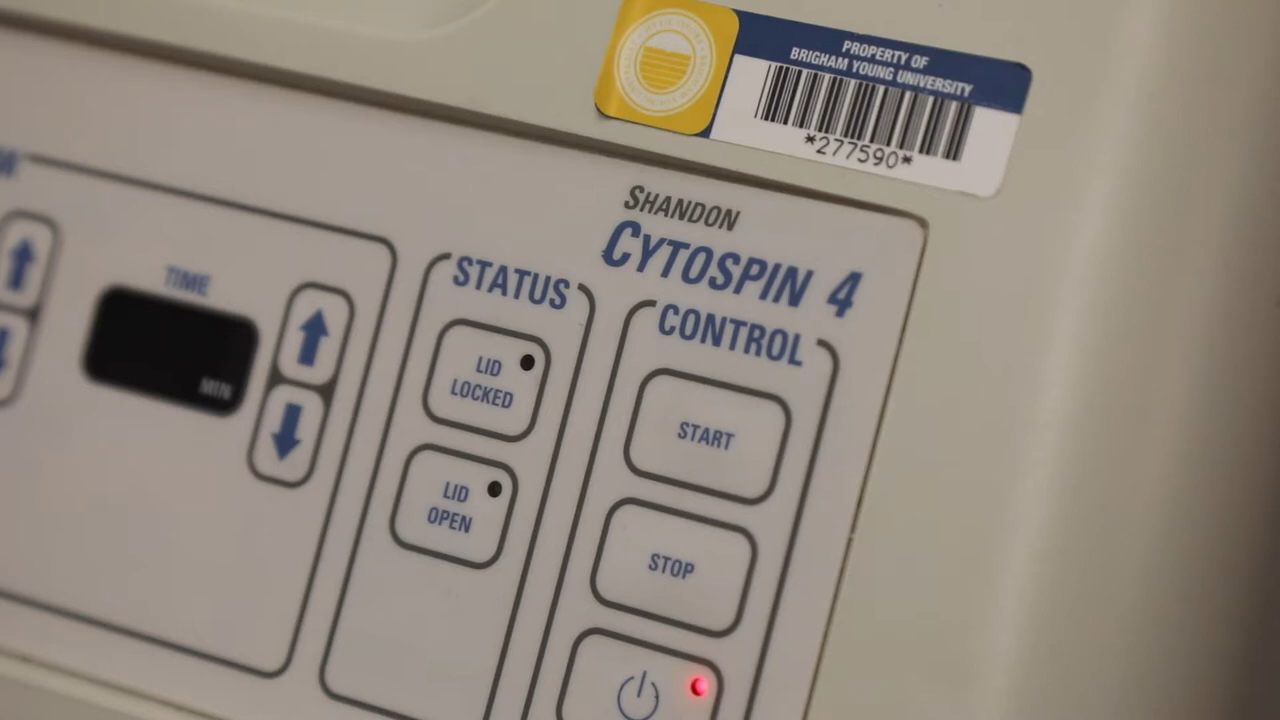 PROPERTY OF
BRIGHAM YOUNG UNIVERSITY
*277590*
SHANDON
CYTOSPIN 4
TIME
MIN
STATUS
LID
LOCKED
LID
OPEN
CONTROL
START
STOP